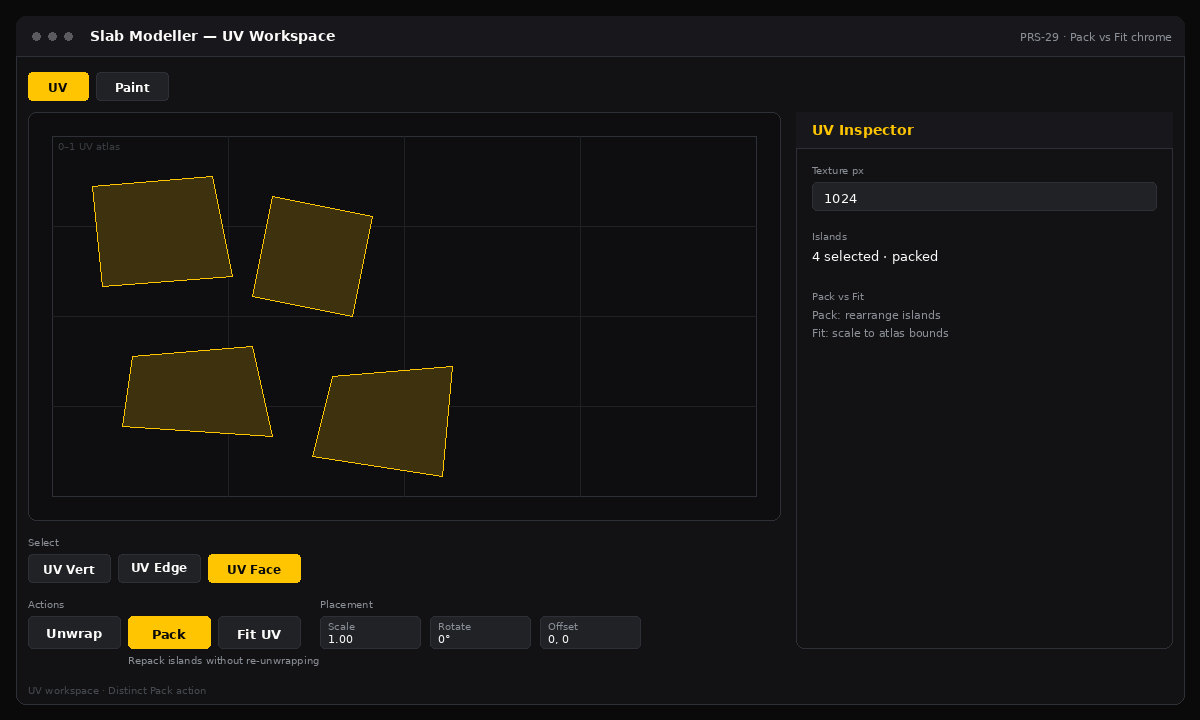 Slab Modeller — UV Workspace
PRS-29 · Pack vs Fit chrome
UV
Paint
0–1 UV atlas
UV Inspector
Texture px
1024
Islands
4 selected · packed
Pack vs Fit
Pack: rearrange islands
Fit: scale to atlas bounds
Select
UV Vert
UV Edge
UV Face
Actions
Placement
Unwrap
Pack
Fit UV
Scale
1.00
Rotate
0°
Offset
0, 0
Repack islands without re-unwrapping
UV workspace · Distinct Pack action